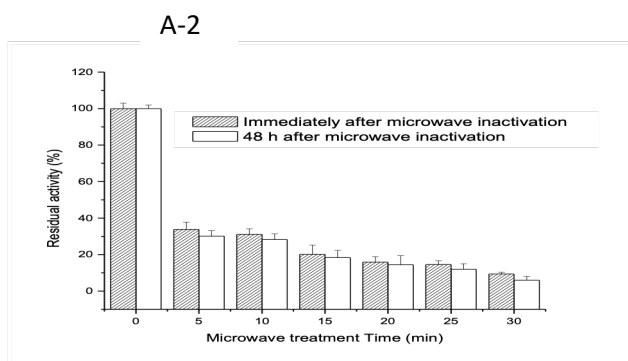 A-2
120
100
80
60
40
20
0
Residual activity (%)
Immediately after microwave inactivation
48 h after microwave inactivation
0 5 10 15 20 25 30
Microwave treatment Time (min)